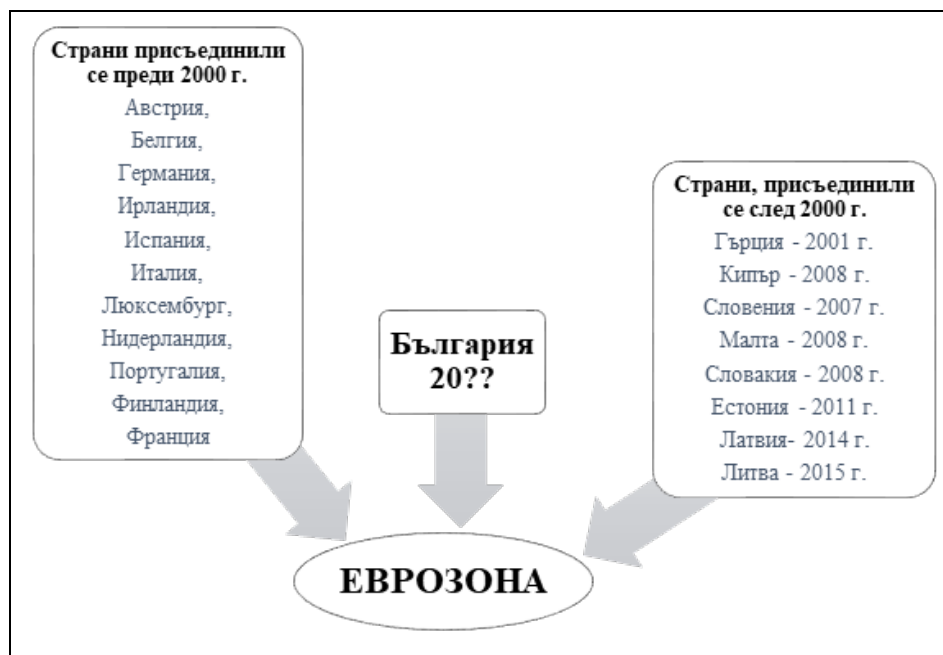 Страни присъединили
се преди 2000 г.
Австрия,
Белгия,
Германия,
Ирландия,
Испания,
Италия,
Люксембург,
Нидерландия,
Португалия,
Финландия,
Франция
България
20??
Страни, присъединили
се след 2000 г.
Гърция - 2001 г.
Кипър - 2008 г.
Словения - 2007 г.
Малта - 2008 г.
Словакия - 2008 г.
Естония - 2011 г.
Латвия- 2014 г.
Литва - 2015 г.
ЕВРОЗОНА